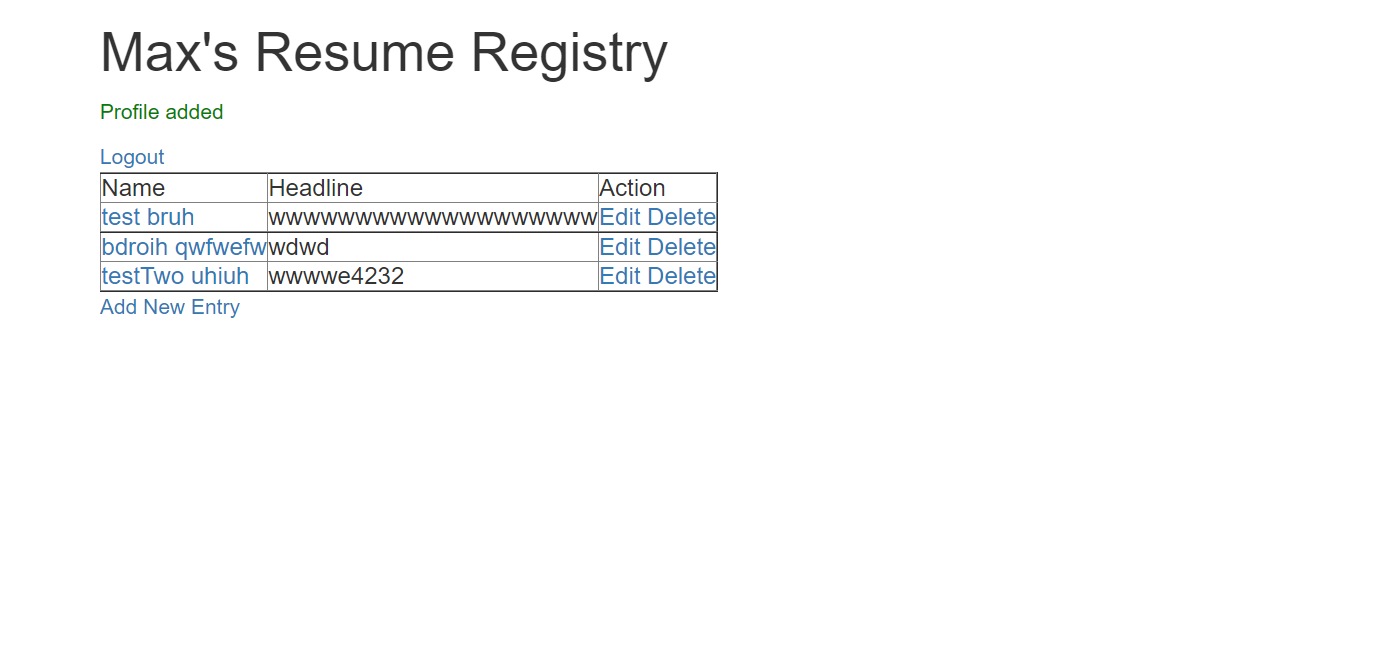 Max's Resume Registry
Profile added
Logout
Name Headline Action
test bruh wwwwwwwwwwwwwwwwwww Edit Delete
bdroih qwfwefw wdwd Edit Delete
testTwo uhiuh wwwwe4232 Edit Delete
Add New Entry